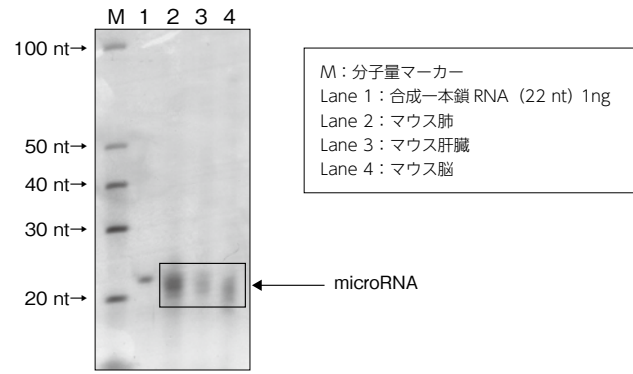 M 1 2 3 4
100 nt→
50 nt→
40 nt→
30 nt→
20 nt→
microRNA
M：分子量マーカー
Lane 1：合成一本鎖 RNA（22 nt）1ng
Lane 2：マウス肺
Lane 3：マウス肝臓
Lane 4：マウス脳